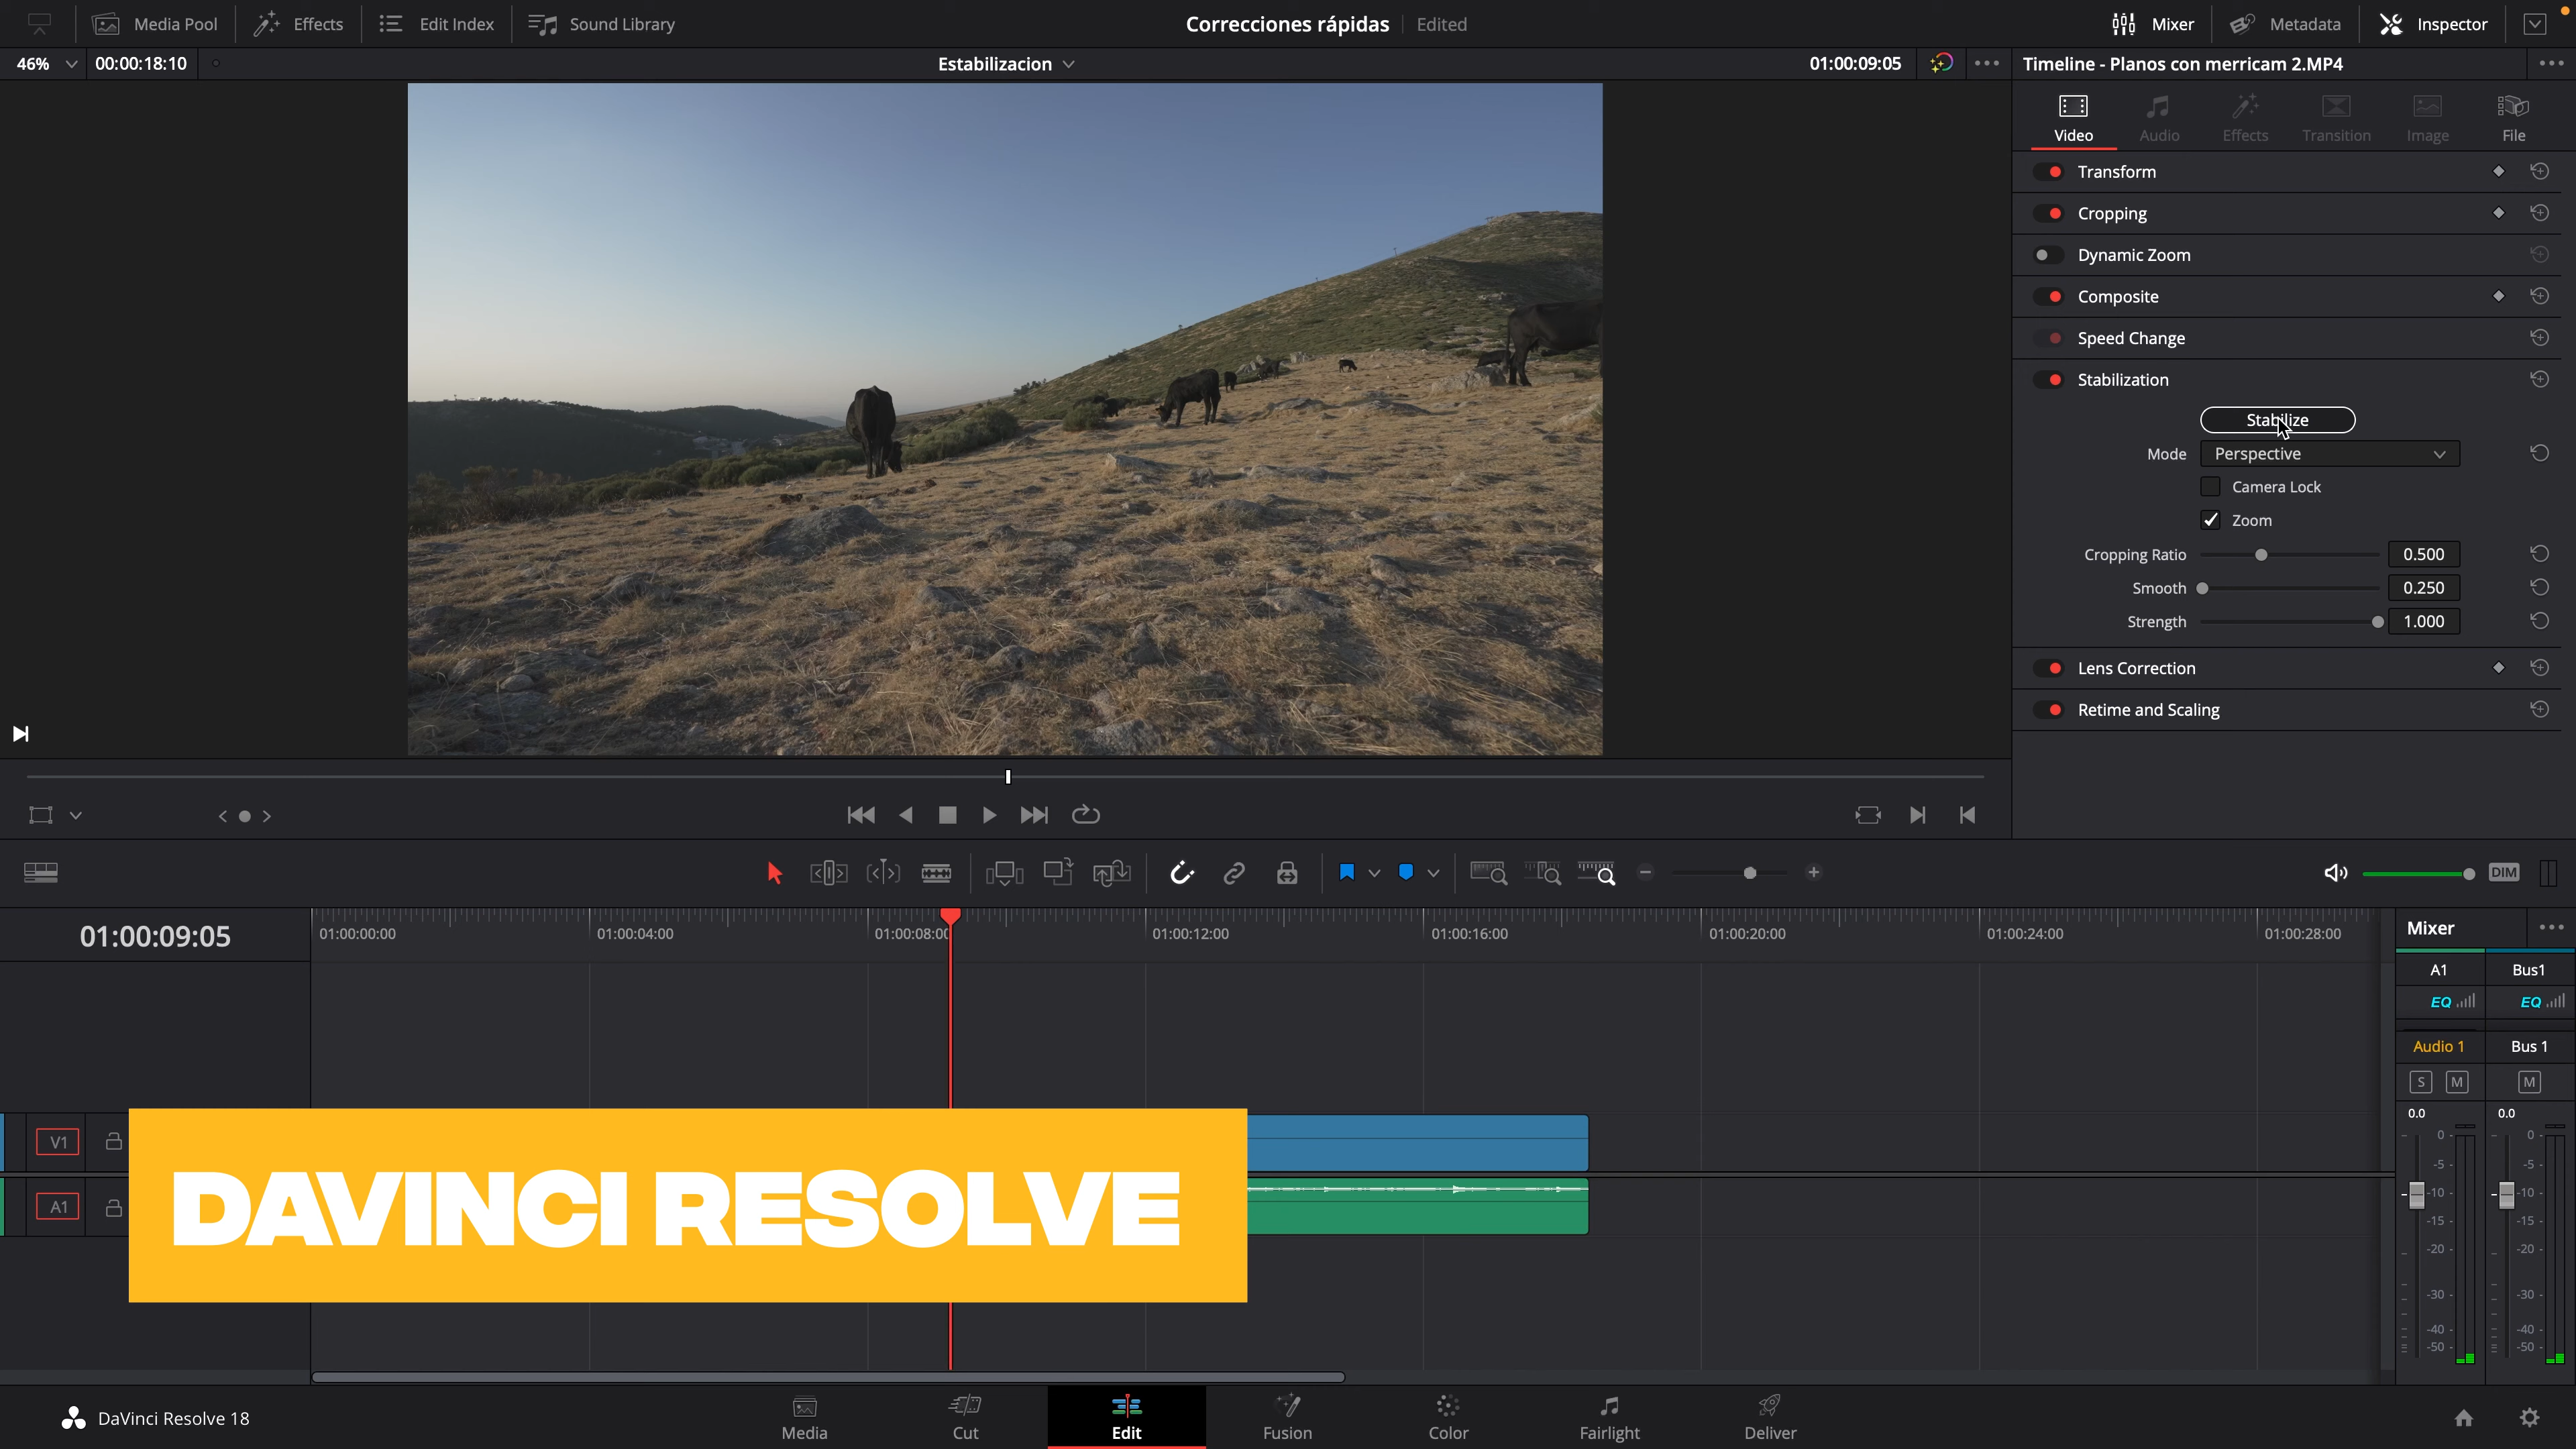 Media Pool Effects Edit Index Sound Library Correcciones rápidas Edited Mixer Metadata Inspector
46% 00:00:18:10 Estabilizacion 01:00:09:05 Timeline - Planos con merricam 2.MP4
Video Audio Effects Transition Image File
Transform
Cropping
Dynamic Zoom
Composite
Speed Change
Stabilization
Stabilize
Mode Perspective
Camera Lock
Zoom
Cropping Ratio 0.500
Smooth 0.250
Strength 1.000
Lens Correction
Retime and Scaling
DIM
01:00:09:05 01:00:00:00 01:00:04:00 01:00:08:00 01:00:12:00 01:00:16:00 01:00:20:00 01:00:24:00 01:00:28:00
Mixer
A1 Bus1
EQ EQ
Audio 1 Bus 1
S M M
0.0 0.0
0 0
-5 -5
-10 -10
-15 -15
-20 -20
-30 -30
-40 -40
-50 -50
V1
A1
DAVINCI RESOLVE
DaVinci Resolve 18 Media Cut Edit Fusion Color Fairlight Deliver